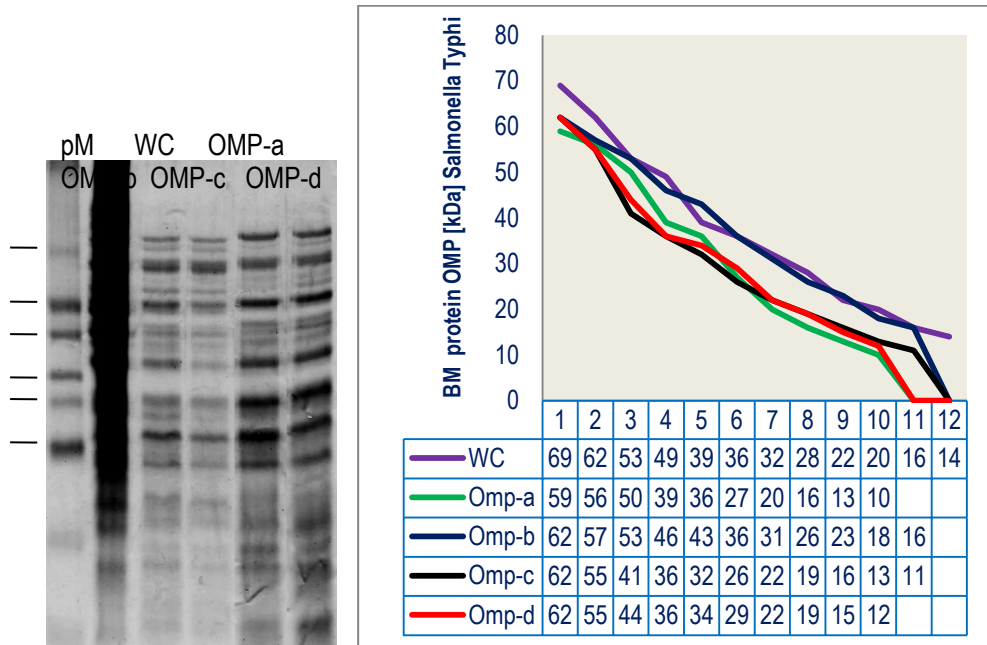 pM WC OMP-a
OMP-b OMP-c OMP-d
BM protein OMP [kDa] Salmonella Typhi
80
70
60
50
40
30
20
10
0
1 2 3 4 5 6 7 8 9 10 11 12
WC 69 62 53 49 39 36 32 28 22 20 16 14
Omp-a 59 56 50 39 36 27 20 16 13 10
Omp-b 62 57 53 46 43 36 31 26 23 18 16
Omp-c 62 55 41 36 32 26 22 19 16 13 11
Omp-d 62 55 44 36 34 29 22 19 15 12